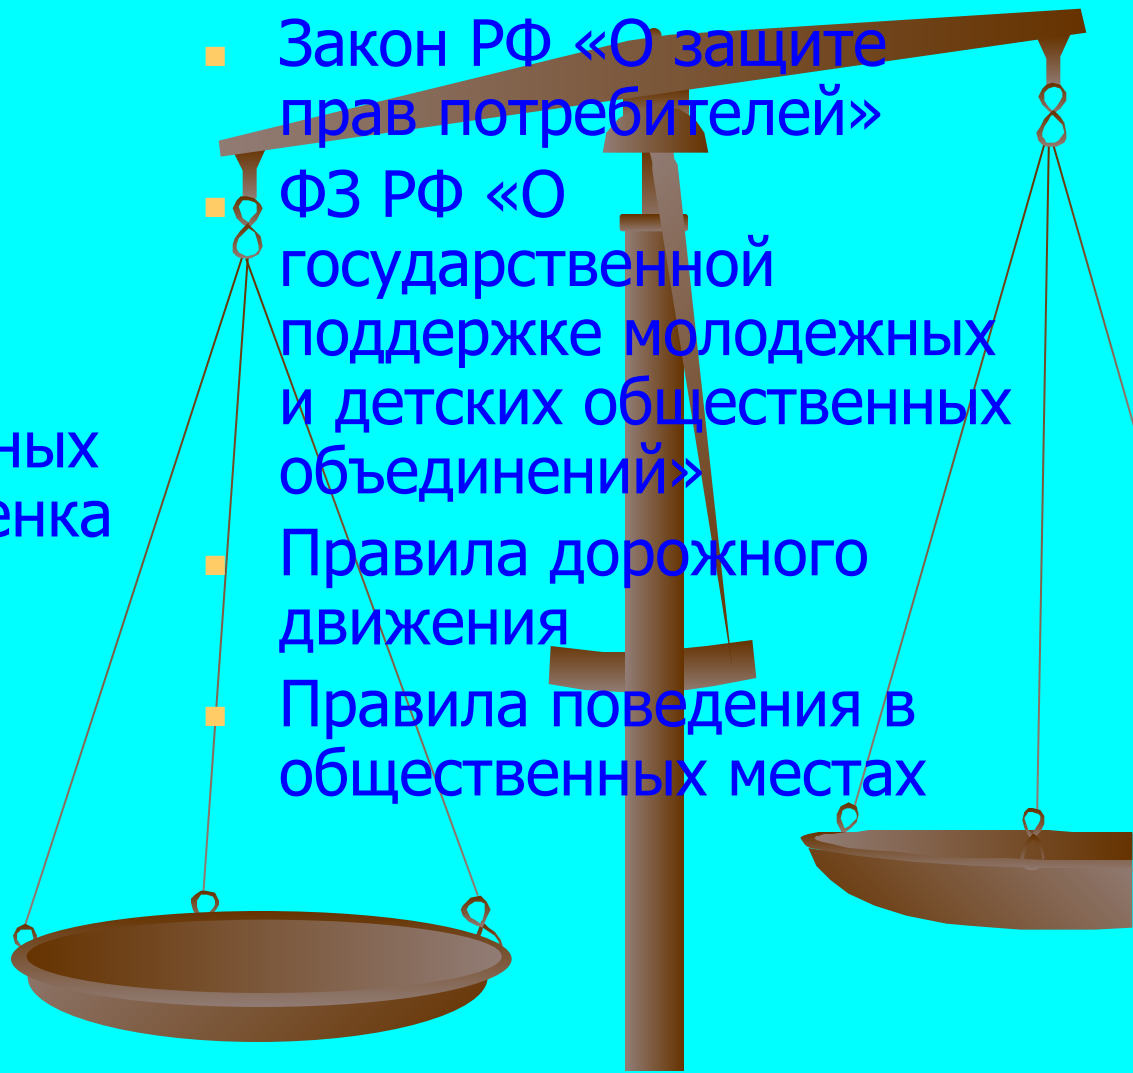 Закон РФ «О защите
прав потребителей»
ФЗ РФ «О
государственной
поддержке молодежных
и детских общественных
объединений»
Правила дорожного
движения
Правила поведения в
общественных местах